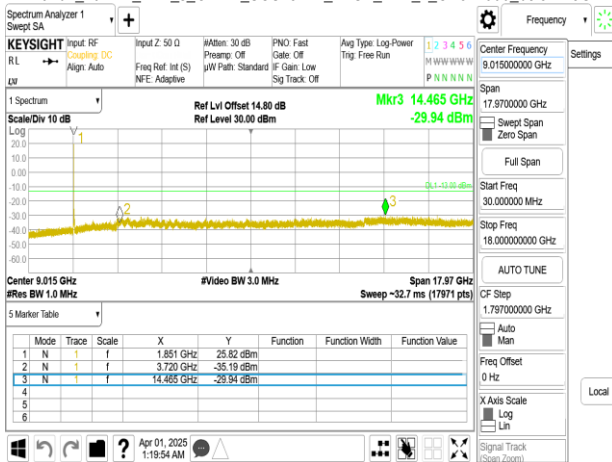 Spectrum Analyzer 1
Swept SA
+
Frequency
KEYSIGHT
RL
Input: RF
Coupling: DC
Align: Auto
Input Z: 50 Ω
Freq Ref: Int (S)
NFE: Adaptive
#Atten: 30 dB
Preamp: Off
µW Path: Standard
PNO: Fast
Gate: Off
IF Gain: Low
Sig Track: Off
Avg Type: Log-Power
Trig: Free Run
1 2 3 4 5 6
M W W W W W
P N N N N N
1 Spectrum
Scale/Div 10 dB
Ref Lvl Offset 14.80 dB
Ref Level 30.00 dBm
Mkr3 14.465 GHz
-29.94 dBm
Log
20.0
10.0
0.00
-10.0
-20.0
-30.0
-40.0
-50.0
-60.0
1
2
3
DL1 -13.00 dBm
Center 9.015 GHz
#Res BW 1.0 MHz
#Video BW 3.0 MHz
Span 17.97 GHz
Sweep ~32.7 ms (17971 pts)
5 Marker Table
Mode Trace Scale X Y Function Function Width Function Value
1 N 1 f 1.851 GHz 25.82 dBm
2 N 1 f 3.720 GHz -35.19 dBm
3 N 1 f 14.465 GHz -29.94 dBm
4
5
6
?
Apr 01, 2025
1:19:54 AM
Center Frequency
9.015000000 GHz
Span
17.9700000 GHz
Swept Span
Zero Span
Full Span
Start Freq
30.000000 MHz
Stop Freq
18.000000000 GHz
AUTO TUNE
CF Step
1.797000000 GHz
Auto
Man
Freq Offset
0 Hz
X Axis Scale
Log
Lin
Signal Track
(Span Zoom)
Settings
Local